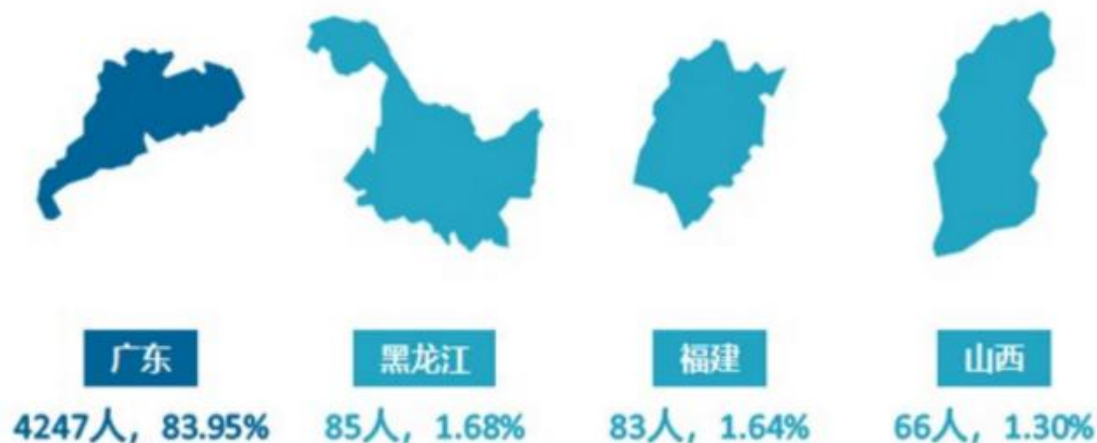 广东
黑龙江
福建
山西
4247人，83.95%
85人，1.68%
83人，1.64%
66人，1.30%